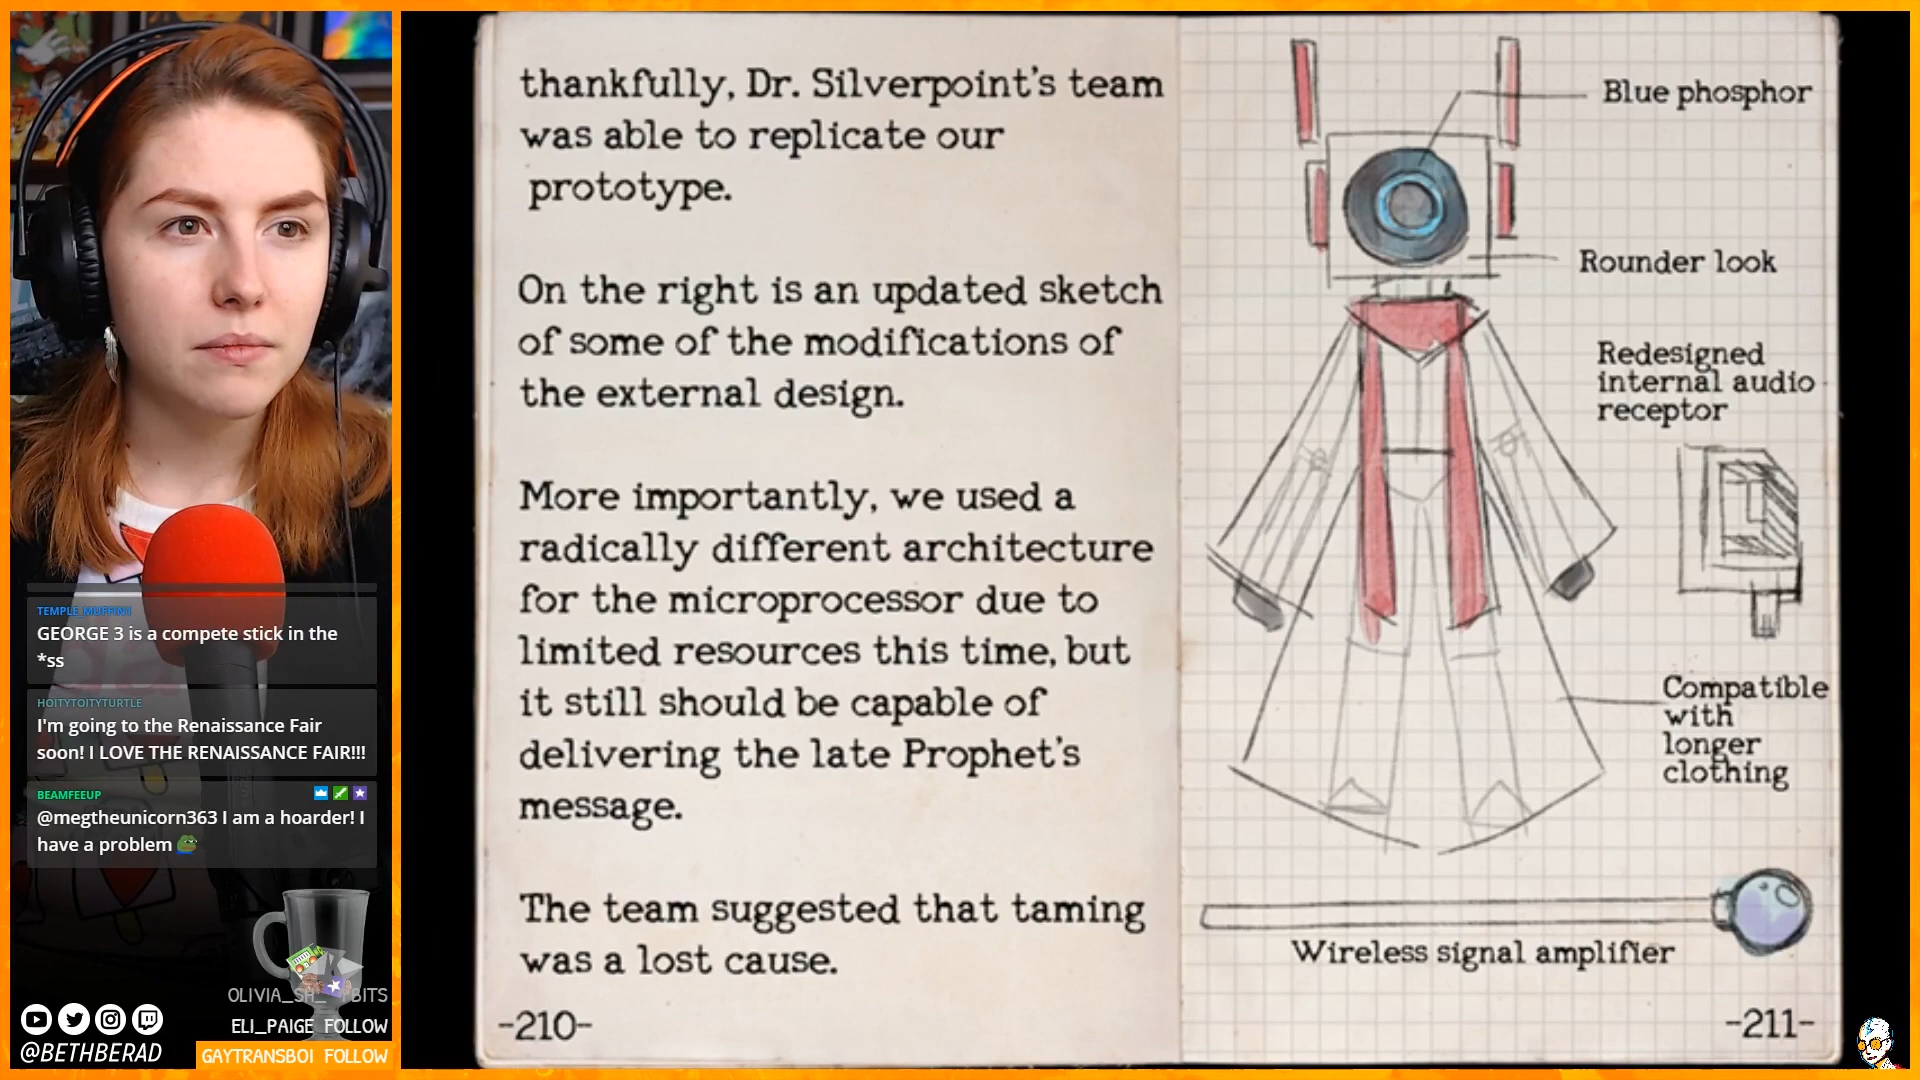 thankfully, Dr. Silverpoint's team
was able to replicate our
prototype.
On the right is an updated sketch
of some of the modifications of
the external design.
More importantly, we used a
radically different architecture
for the microprocessor due to
limited resources this time, but
it still should be capable of
delivering the late Prophet's
message.
The team suggested that taming
was a lost cause.
-210-
Blue phosphor
Rounder look
Redesigned
internal audio
receptor
Compatible
with
longer
clothing
Wireless signal amplifier
-211-
GEORGE 3 is a compete stick in the
*ss
HOITYTOITYTURTLE
I'm going to the Renaissance Fair
soon! I LOVE THE RENAISSANCE FAIR!!!
BEAMFEEUP
@megtheunicorn363 I am a hoarder! I
have a problem
BITS
ELI_PAIGE FOLLOW
@BETHBERAD
GAYTRANSBOI FOLLOW